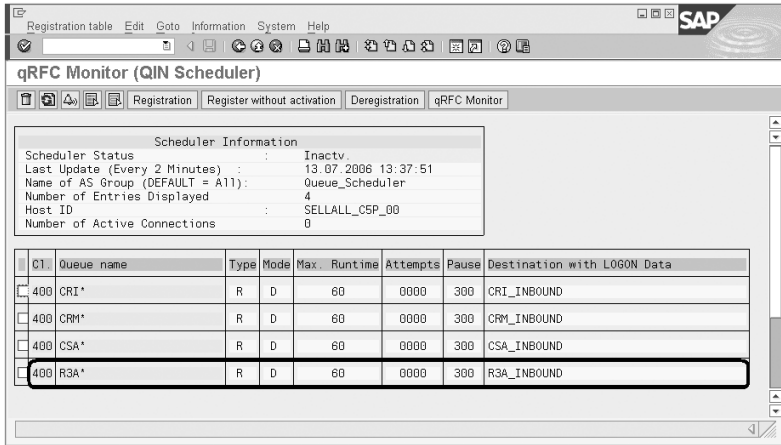 Registration table Edit Goto Information System Help
SAP
qRFC Monitor (QIN Scheduler)
Registration Register without activation Deregistration qRFC Monitor
Scheduler Information
Scheduler Status : Inactv.
Last Update (Every 2 Minutes) : 13.07.2006 13:37:51
Name of AS Group (DEFAULT = All): Queue_Scheduler
Number of Entries Displayed 4
Host ID : SELLALL_C5P_00
Number of Active Connections 0
Cl. Queue name Type Mode Max. Runtime Attempts Pause Destination with LOGON Data
400 CRI* R D 60 0000 300 CRI_INBOUND
400 CRM* R D 60 0000 300 CRM_INBOUND
400 CSA* R D 60 0000 300 CSA_INBOUND
400 R3A* R D 60 0000 300 R3A_INBOUND